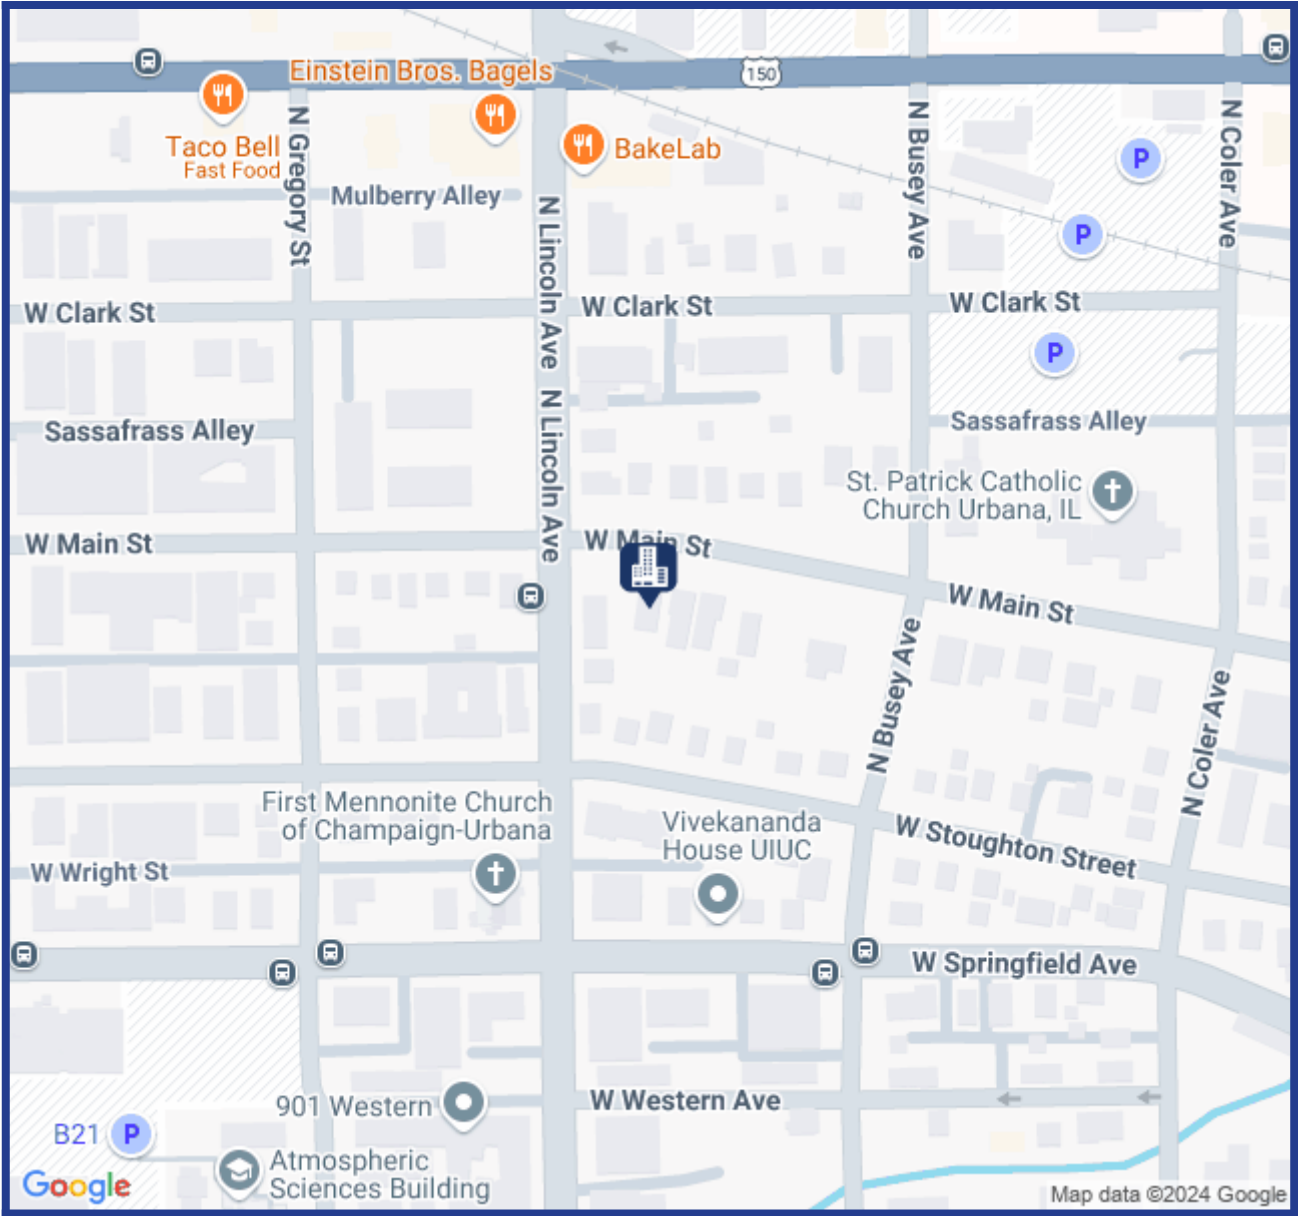 150
Einstein Bros. Bagels
Taco Bell
Fast Food
BakeLab
P
N Gregory St
N Busey Ave
N Coler Ave
Mulberry Alley
N Lincoln Ave
P
W Clark St
W Clark St
W Clark St
P
N Lincoln Ave
Sassafrass Alley
Sassafrass Alley
St. Patrick Catholic
Church Urbana, IL
W Main St
W Main St
W Main St
N Busey Ave
N Coler Ave
First Mennonite Church
of Champaign-Urbana
Vivekananda
House UIUC
W Stoughton Street
W Wright St
W Springfield Ave
901 Western
W Western Ave
B21
P
Atmospheric
Sciences Building
Google
Map data ©2024 Google